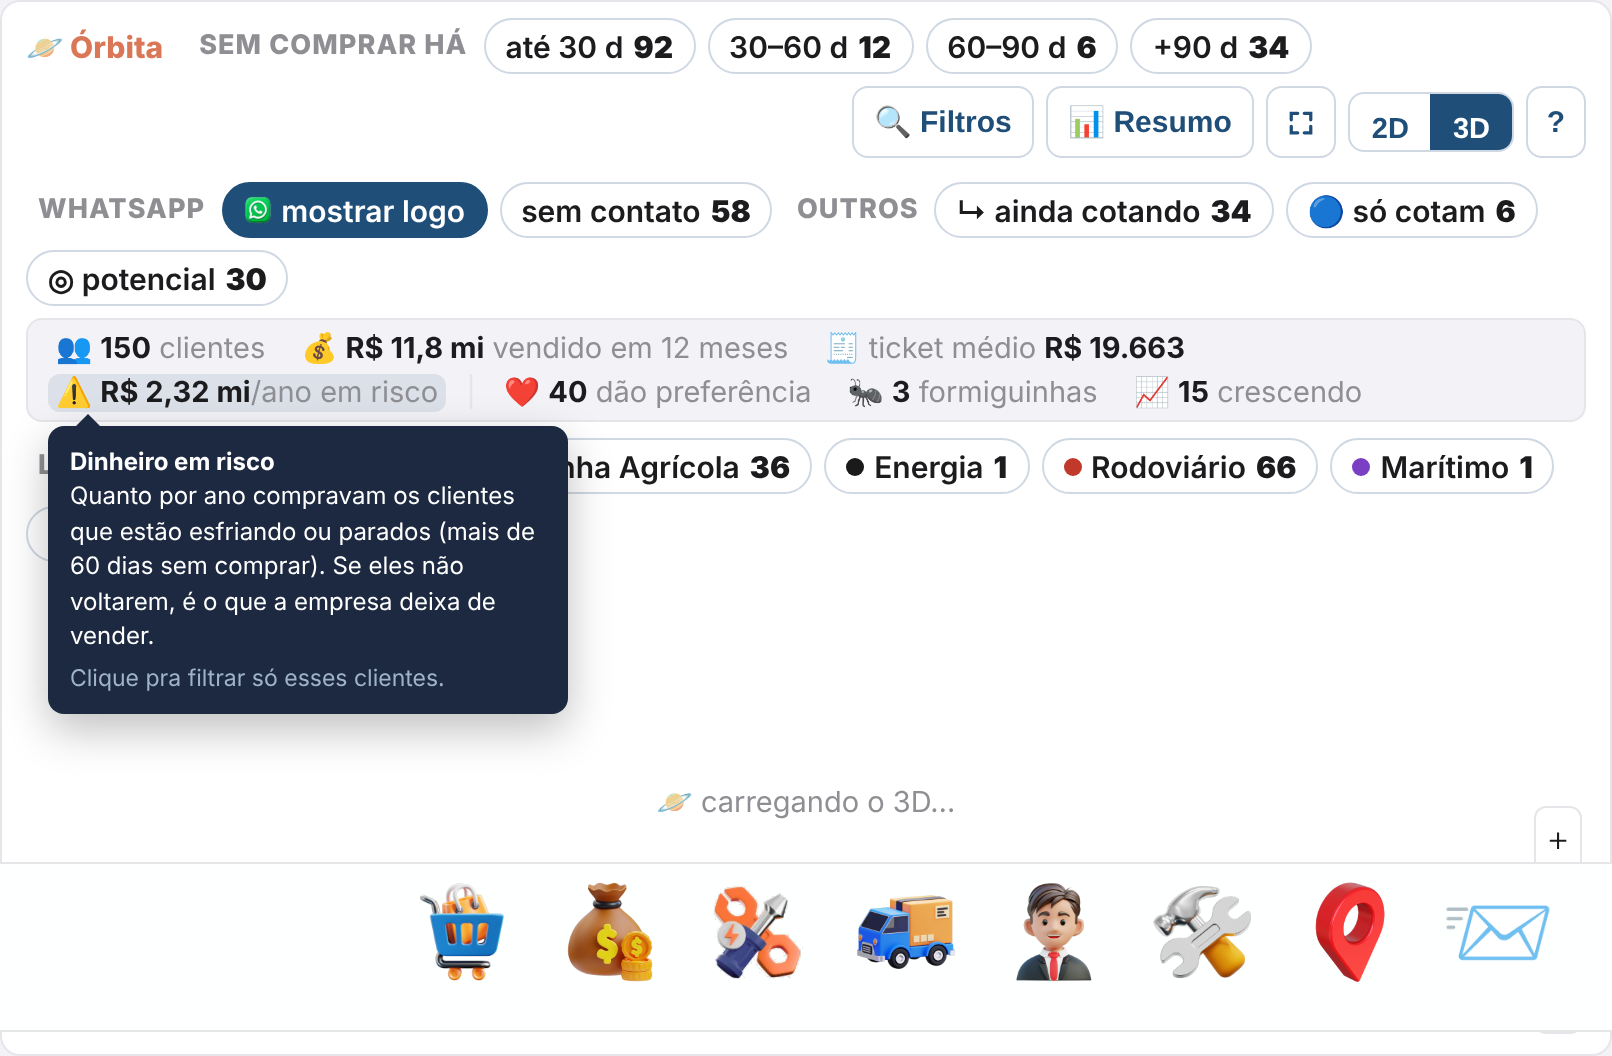 Órbita SEM COMPRAR HÁ até 30 d 92 30–60 d 12 60–90 d 6 +90 d 34
Filtros Resumo 2D 3D ?
WHATSAPP mostrar logo sem contato 58 OUTROS ↪ ainda cotando 34 só cotam 6
◎ potencial 30
150 clientes R$ 11,8 mi vendido em 12 meses ticket médio R$ 19.663
R$ 2,32 mi/ano em risco 40 dão preferência 3 formiguinhas 15 crescendo
Agrícola 36 Energia 1 Rodoviário 66 Marítimo 1
Dinheiro em risco
Quanto por ano compravam os clientes
que estão esfriando ou parados (mais de
60 dias sem comprar). Se eles não
voltarem, é o que a empresa deixa de
vender.
Clique pra filtrar só esses clientes.
carregando o 3D...
+